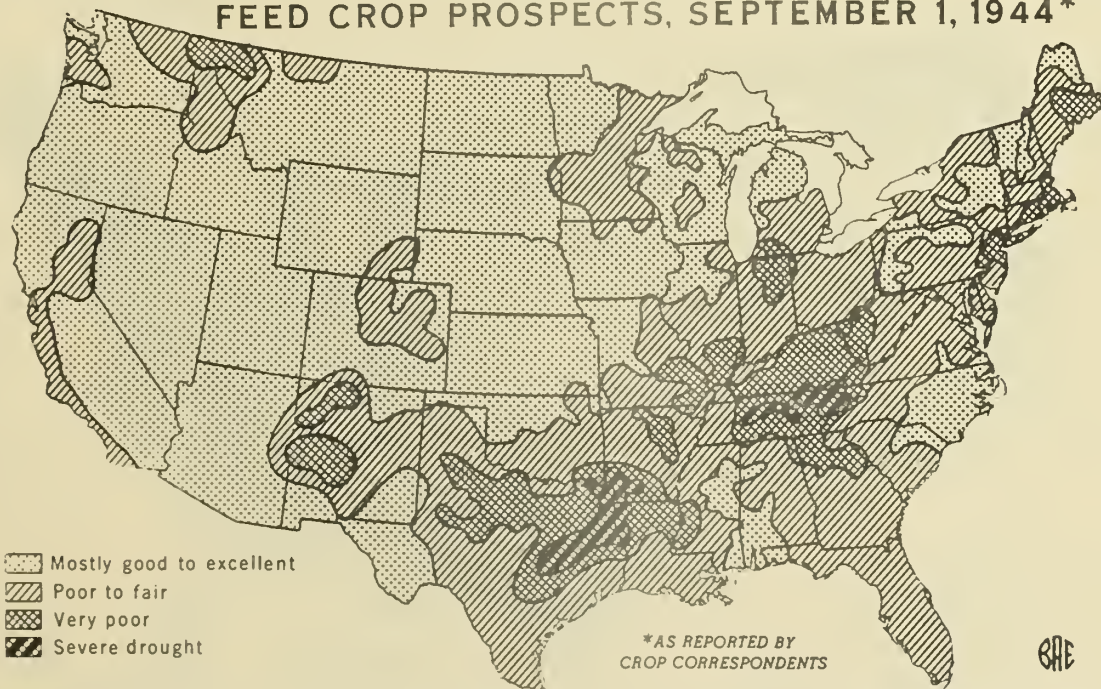 FEED CROP PROSPECTS, SEPTEMBER 1, 1944*
Mostly good to excellent
Poor to fair
Very poor
Severe drought
*AS REPORTED BY
CROP CORRESPONDENTS
BAE